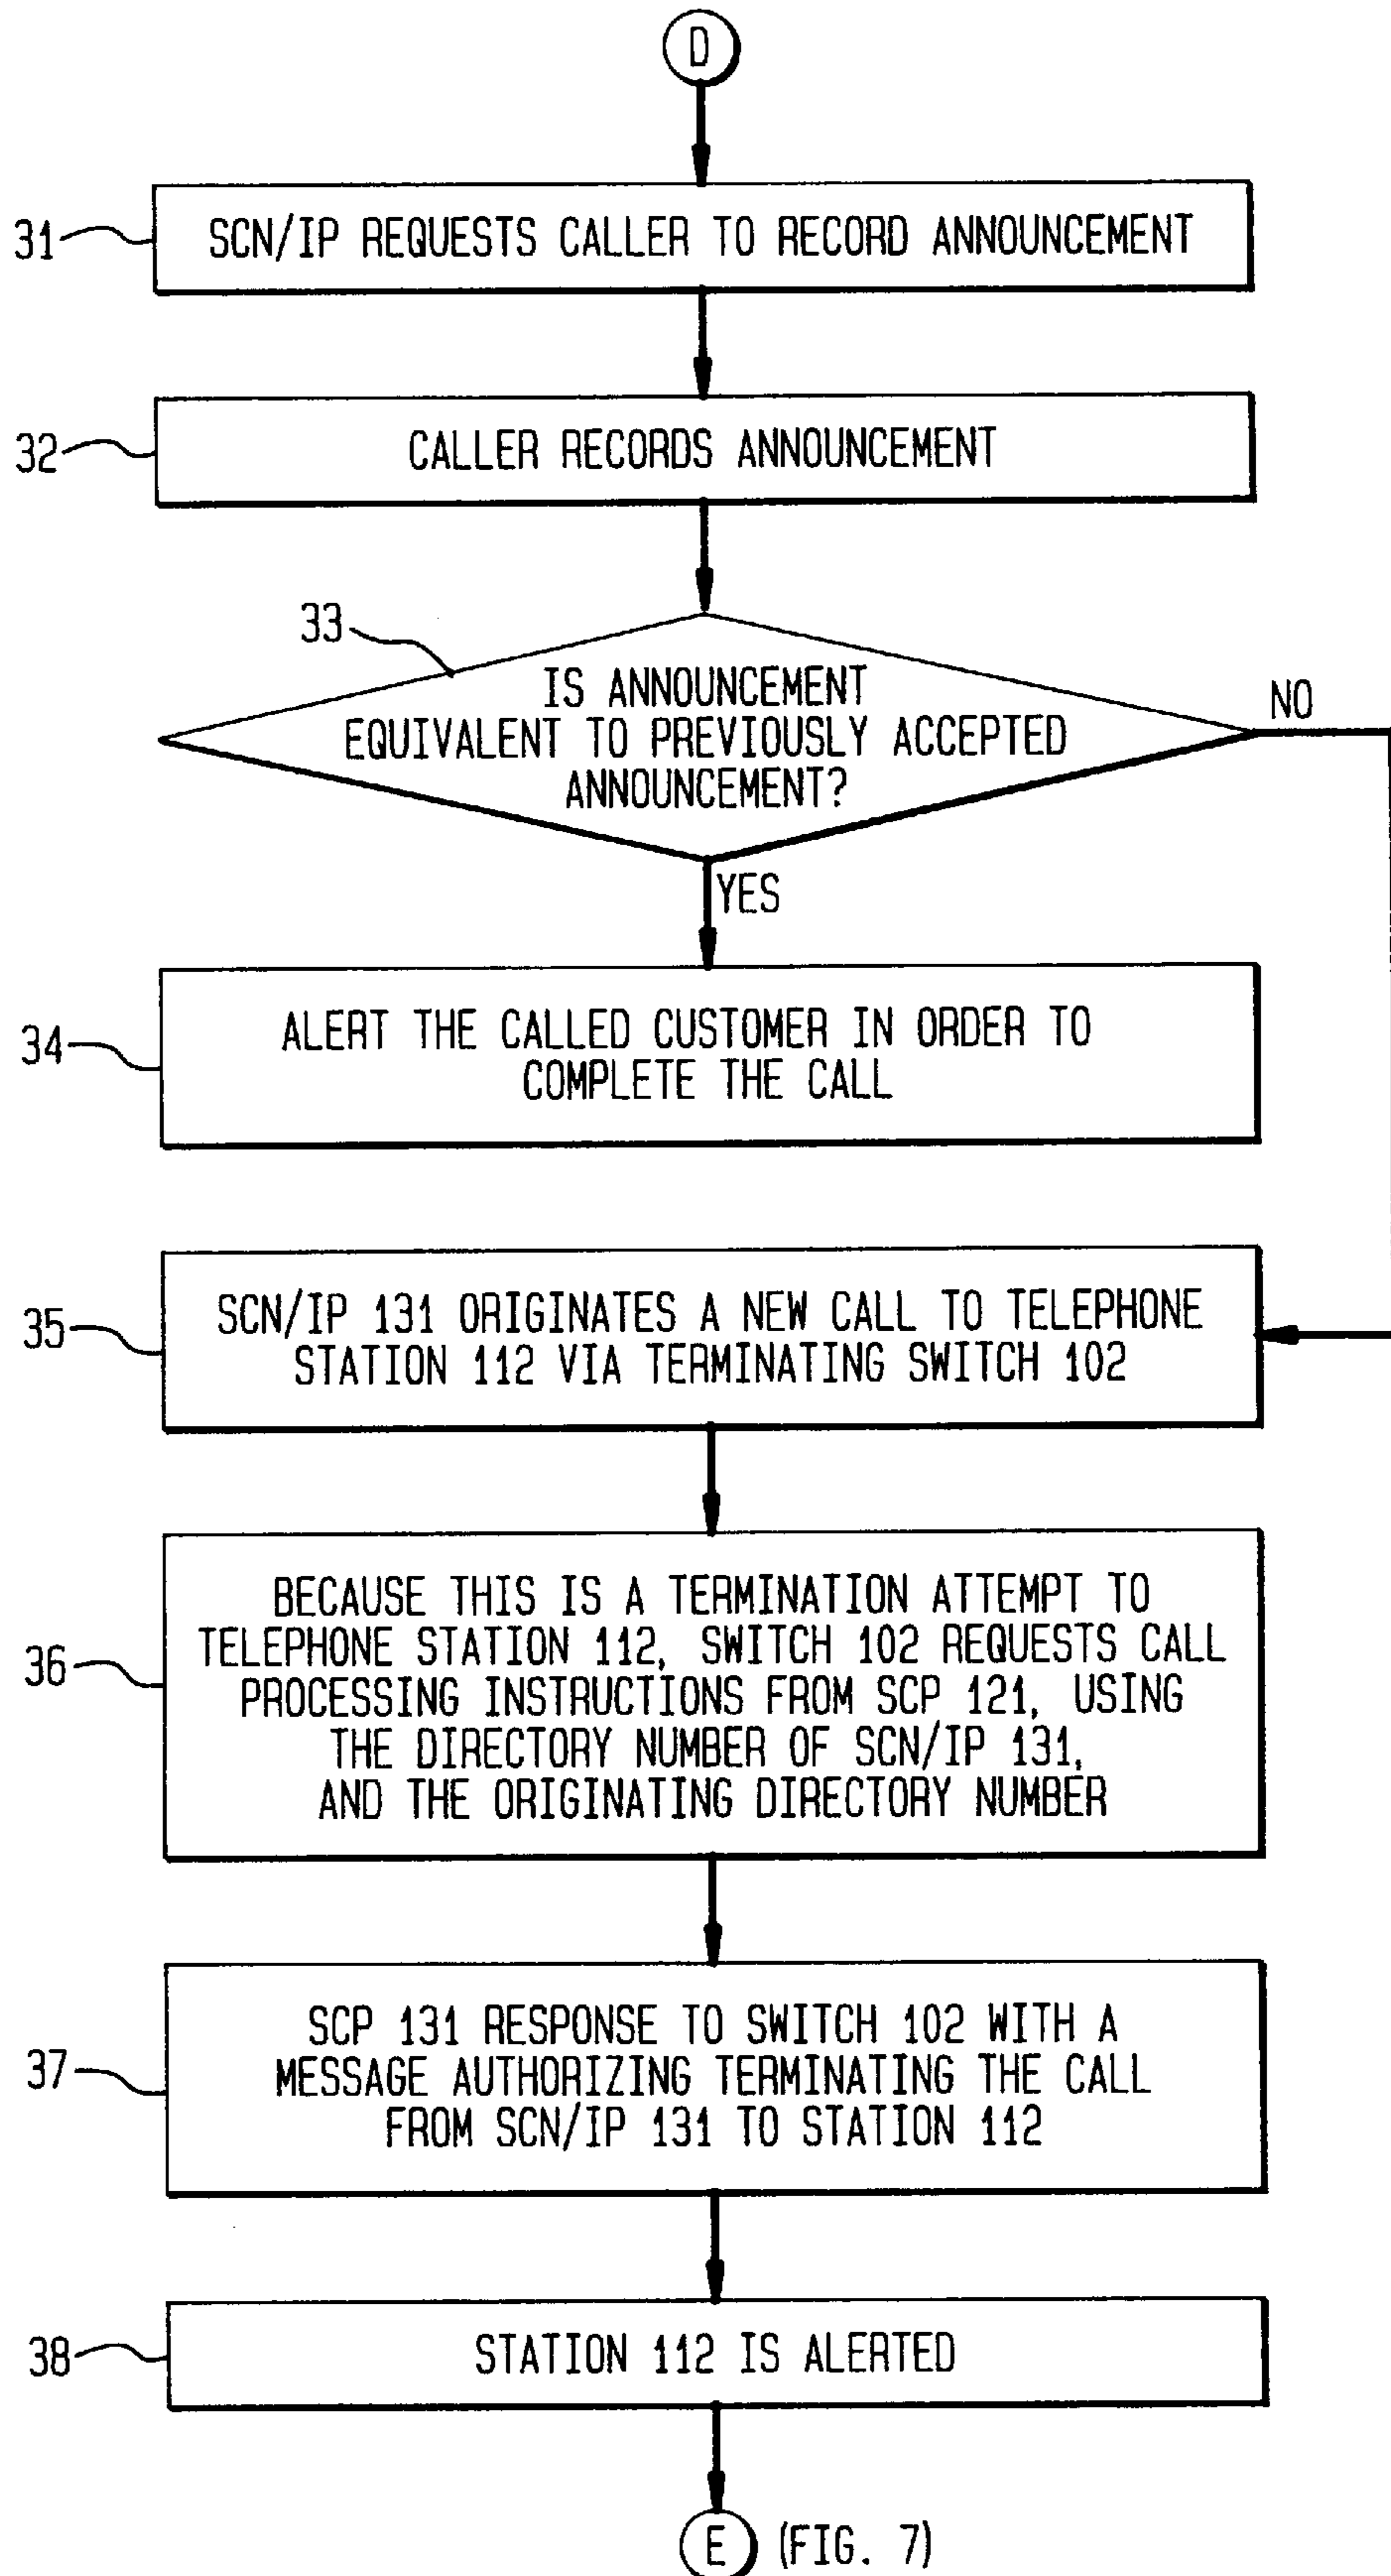 D
31
SCN/IP REQUESTS CALLER TO RECORD ANNOUNCEMENT
32
CALLER RECORDS ANNOUNCEMENT
33
IS ANNOUNCEMENT
EQUIVALENT TO PREVIOUSLY ACCEPTED
ANNOUNCEMENT?
NO
YES
34
ALERT THE CALLED CUSTOMER IN ORDER TO
COMPLETE THE CALL
35
SCN/IP 131 ORIGINATES A NEW CALL TO TELEPHONE
STATION 112 VIA TERMINATING SWITCH 102
36
BECAUSE THIS IS A TERMINATION ATTEMPT TO
TELEPHONE STATION 112, SWITCH 102 REQUESTS CALL
PROCESSING INSTRUCTIONS FROM SCP 121, USING
THE DIRECTORY NUMBER OF SCN/IP 131,
AND THE ORIGINATING DIRECTORY NUMBER
37
SCP 131 RESPONSE TO SWITCH 102 WITH A
MESSAGE AUTHORIZING TERMINATING THE CALL
FROM SCN/IP 131 TO STATION 112
38
STATION 112 IS ALERTED
E (FIG. 7)